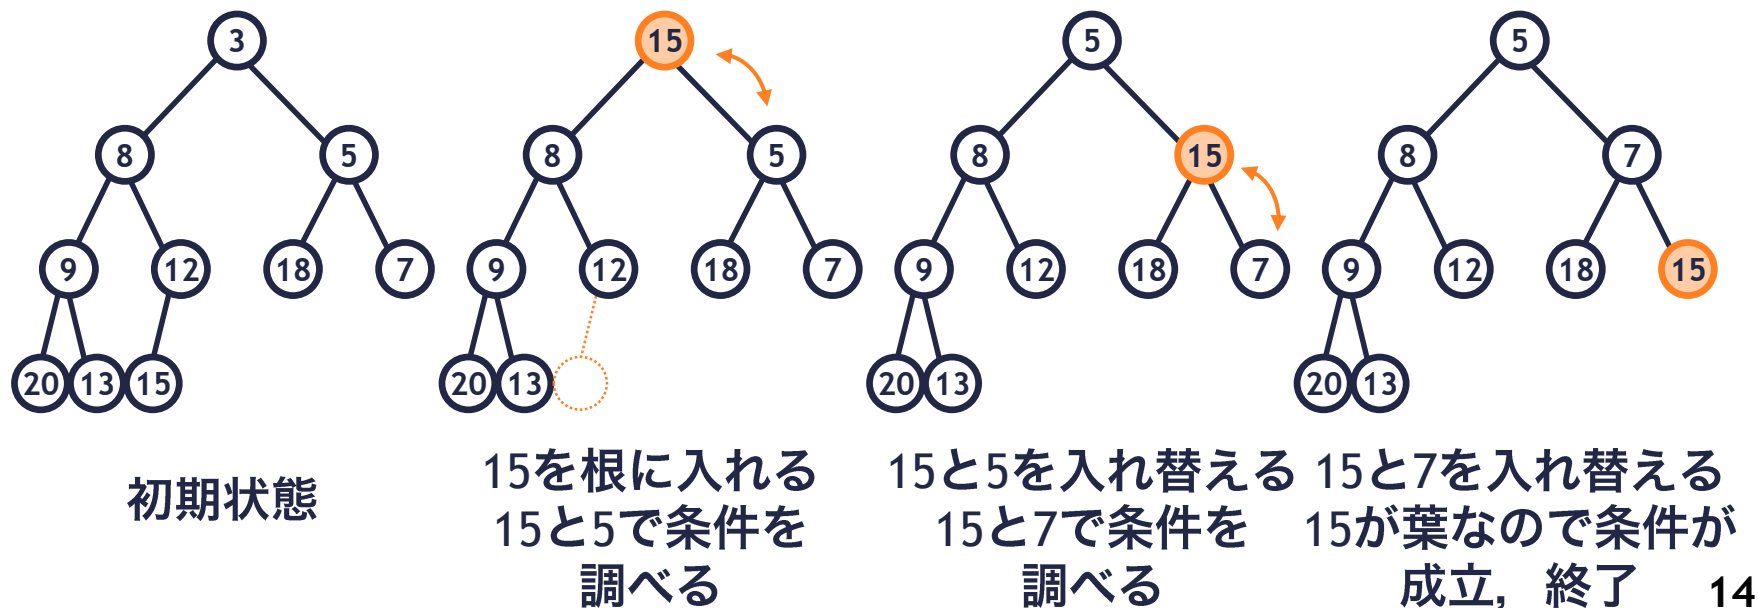 3 15 5 5
8 5 8 5 8 15 8 7
9 12 18 7 9 12 18 7 9 12 18 7 9 12 18 15
20 13 15 20 13 20 13 20 13
初期状態
15を根に入れる
15と5で条件を
調べる
15と5を入れ替える
15と7で条件を
調べる
15と7を入れ替える
15が葉なので条件が
成立，終了
14